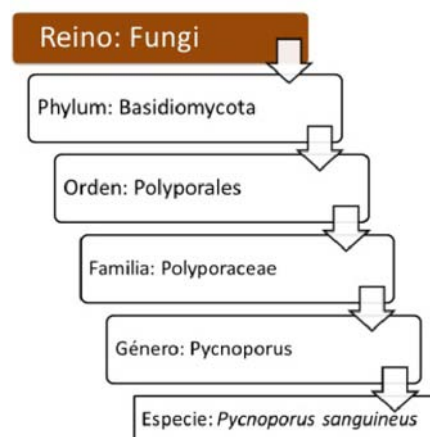 Reino: Fungi
Phylum: Basidiomycota
Orden: Polyporales
Familia: Polyporaceae
Género: Pycnoporus
Especie: Pycnoporus sanguineus